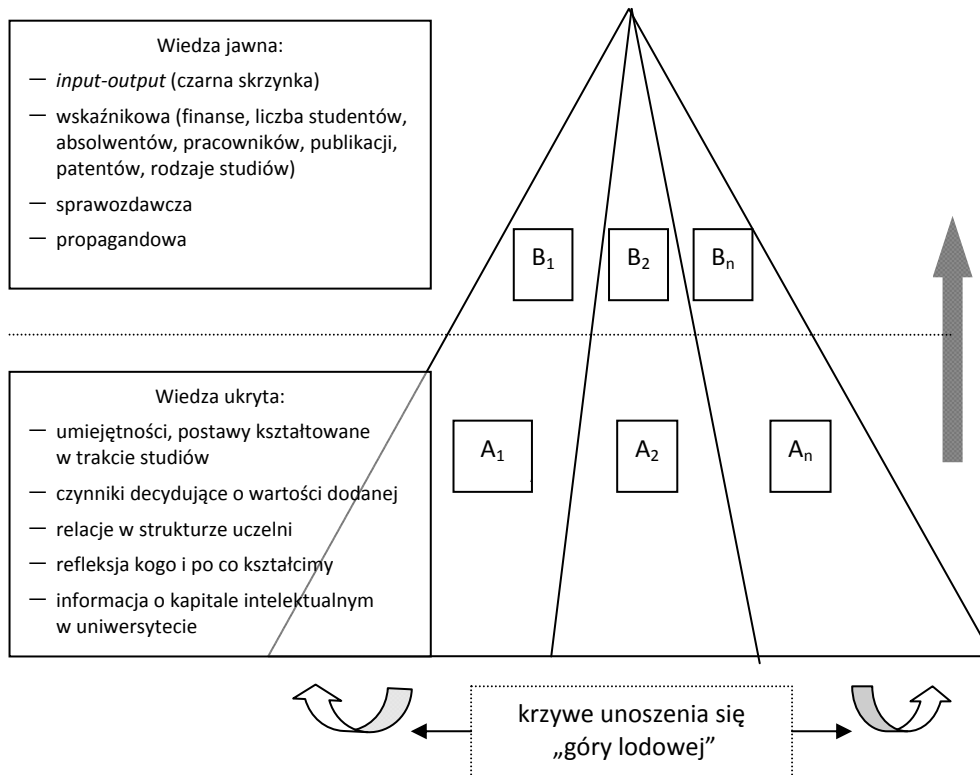 Wiedza jawna:
— input-output (czarna skrzynka)
— wskaźnikowa (finanse, liczba studentów,
absolwentów, pracowników, publikacji,
patentów, rodzaje studiów)
— sprawozdawcza
— propagandowa
B₁
B₂
Bₙ
Wiedza ukryta:
— umiejętności, postawy kształtowane
w trakcie studiów
— czynniki decydujące o wartości dodanej
— relacje w strukturze uczelni
— refleksja kogo i po co kształcimy
— informacja o kapitale intelektualnym
w uniwersytecie
A₁
A₂
Aₙ
krzywe unoszenia się
„góry lodowej”